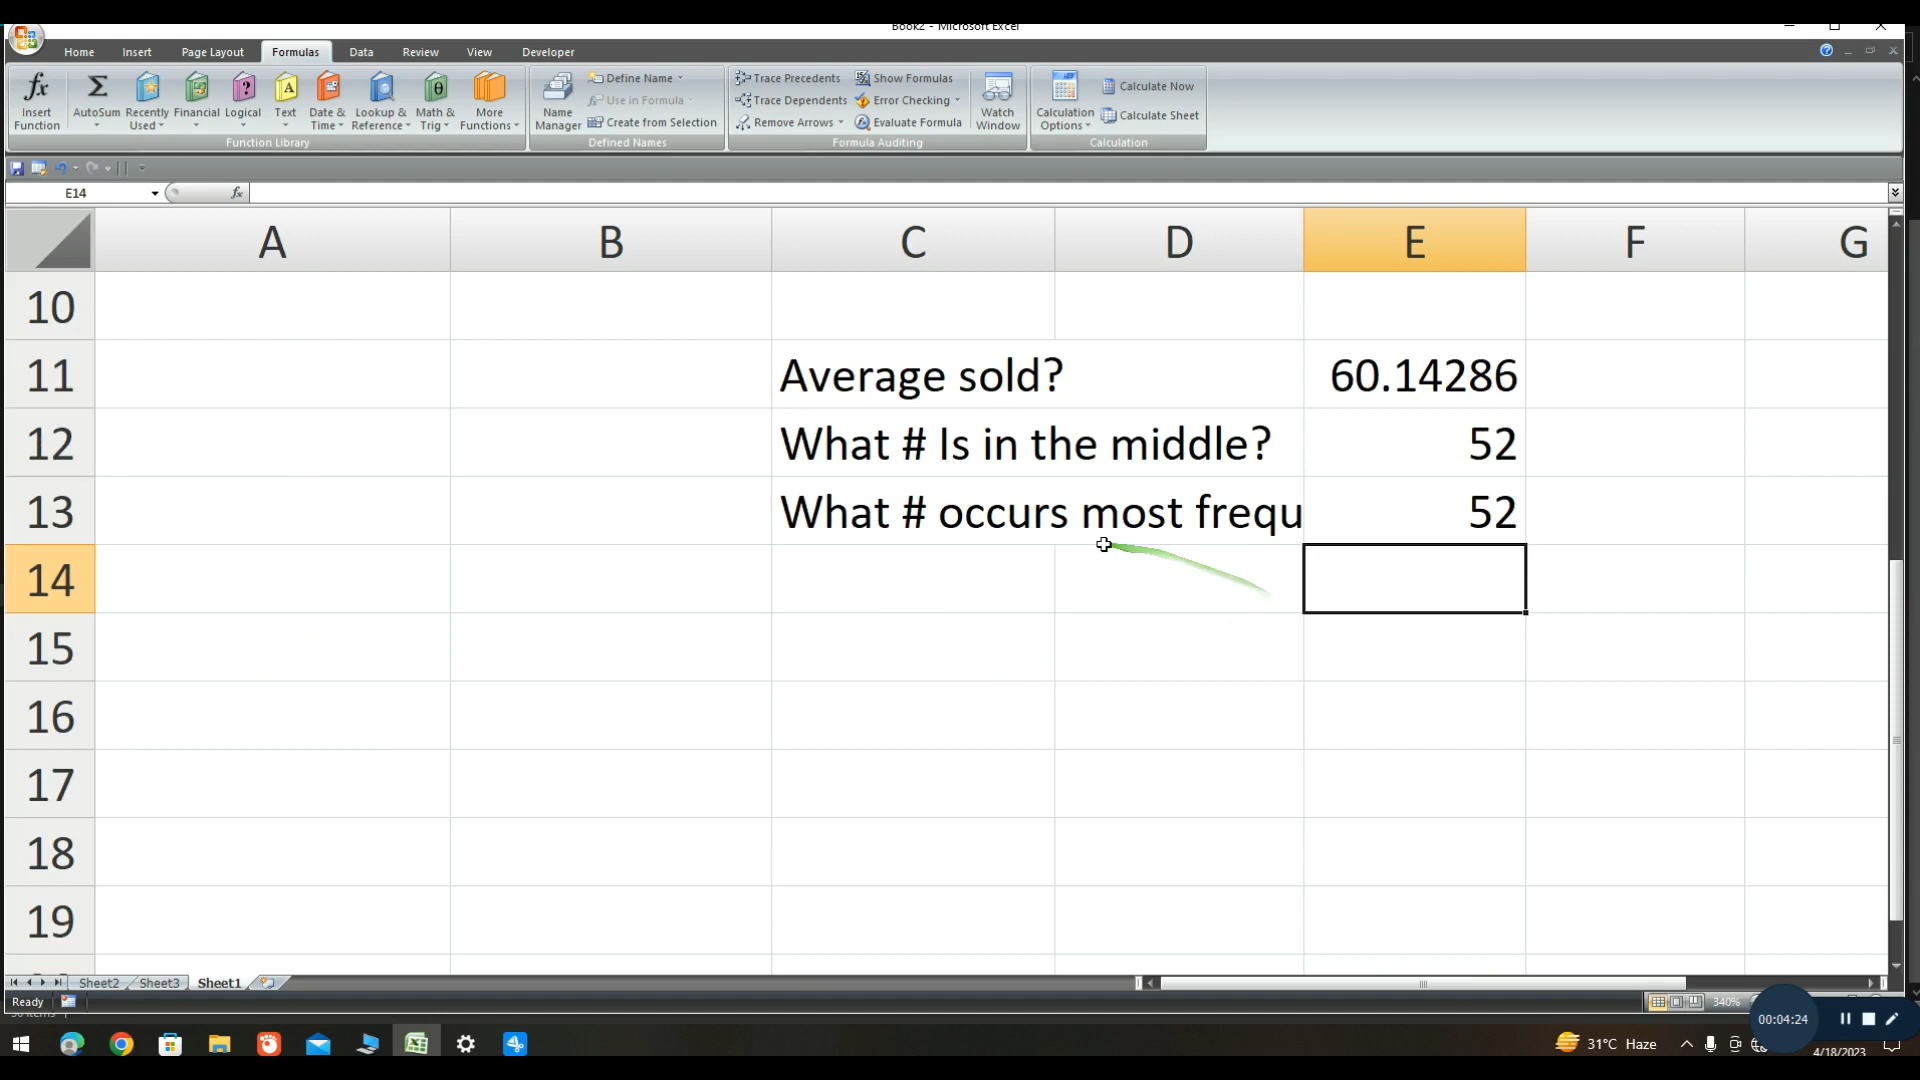 Book2 - Microsoft Excel
Home Insert Page Layout Formulas Data Review View Developer
Insert Function
AutoSum
Recently Used
Financial
Logical
Text
Date & Time
Lookup & Reference
Math & Trig
More Functions
Function Library
Name Manager
Define Name
Use in Formula
Create from Selection
Defined Names
Trace Precedents
Trace Dependents
Remove Arrows
Show Formulas
Error Checking
Evaluate Formula
Watch Window
Formula Auditing
Calculation Options
Calculate Now
Calculate Sheet
Calculation
E14 fx
A B C D E F G
10
11 Average sold? 60.14286
12 What # Is in the middle? 52
13 What # occurs most frequ 52
14
15
16
17
18
19
Sheet2 Sheet3 Sheet1
Ready 340%
00:04:24
31°C Haze
4/18/2023